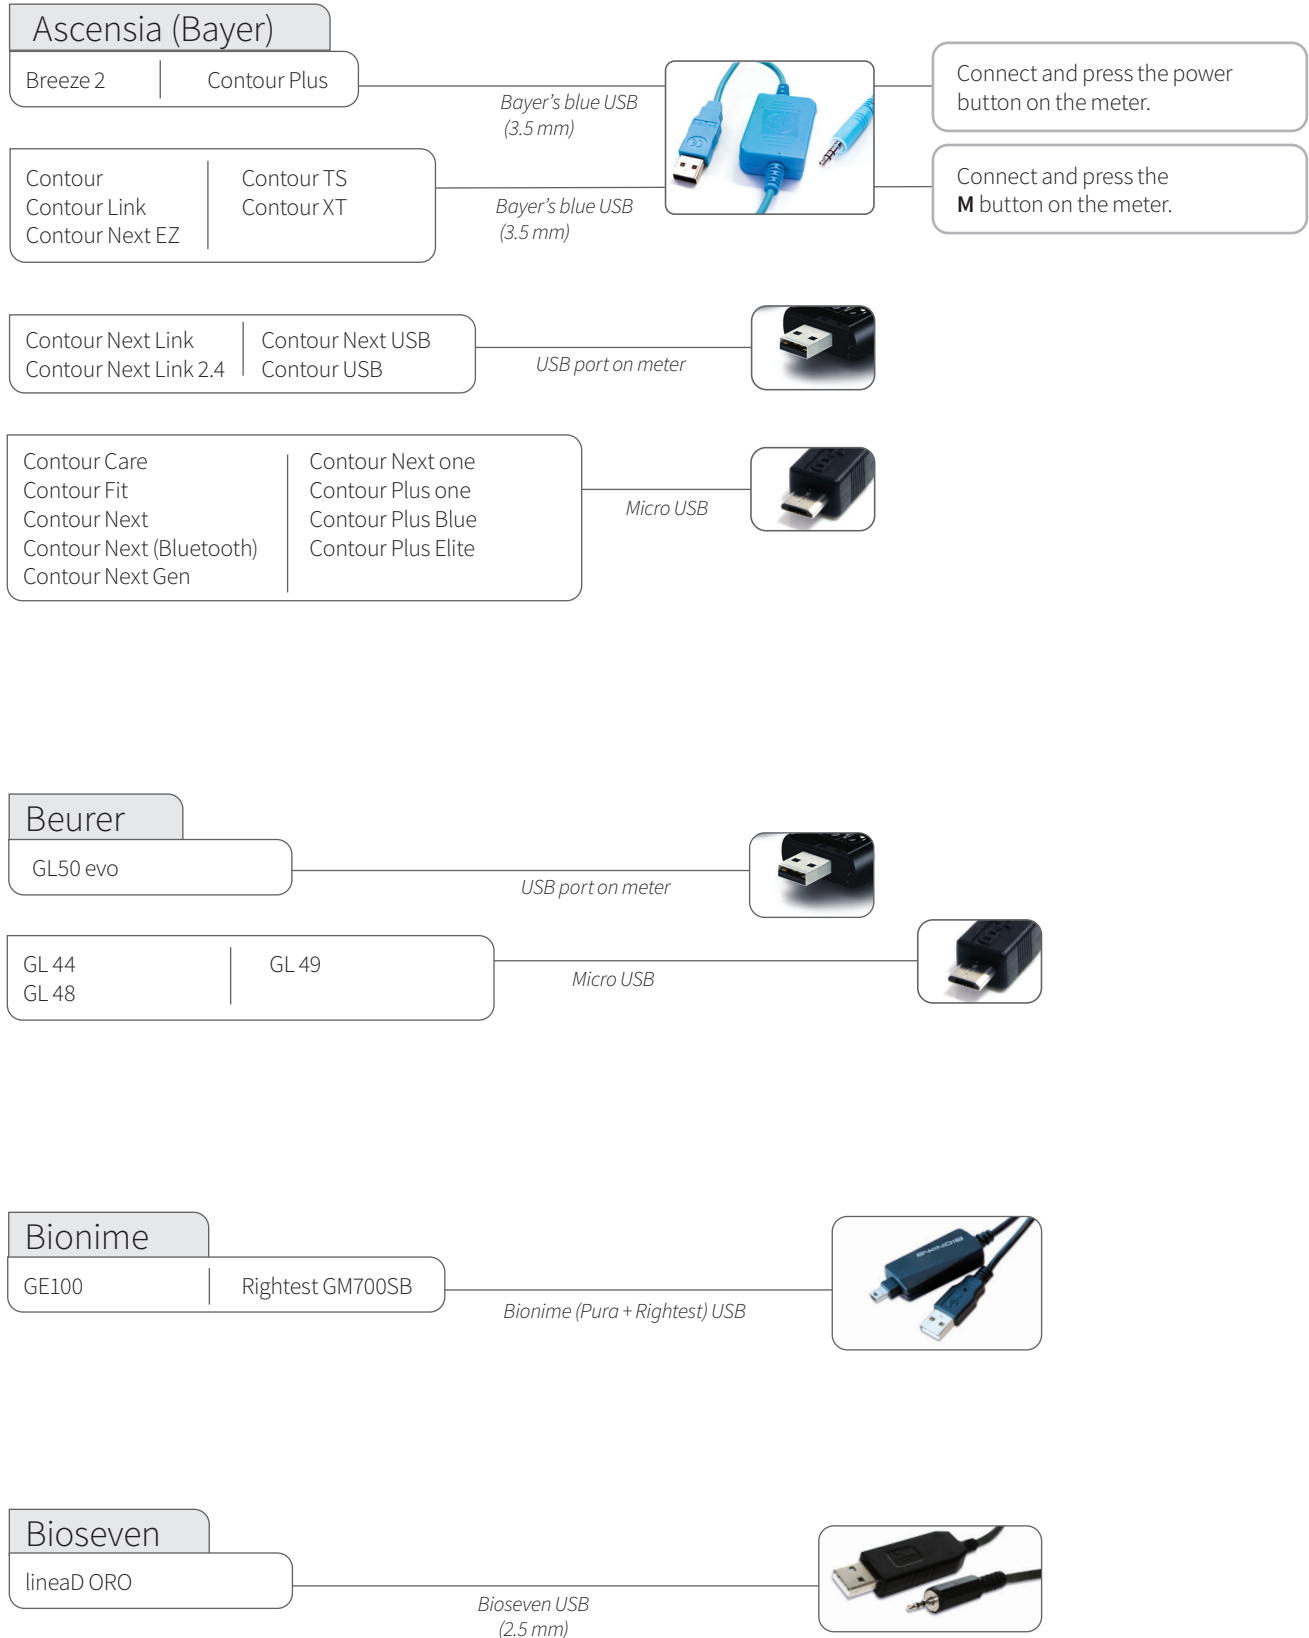 Ascensia (Bayer)
Breeze 2
Contour Plus
Bayer's blue USB
(3.5 mm)
Connect and press the power
button on the meter.
Contour
Contour Link
Contour Next EZ
Contour TS
Contour XT
Bayer's blue USB
(3.5 mm)
Connect and press the
M button on the meter.
Contour Next Link
Contour Next Link 2.4
Contour Next USB
Contour USB
USB port on meter
Contour Care
Contour Fit
Contour Next
Contour Next (Bluetooth)
Contour Next Gen
Contour Next one
Contour Plus one
Contour Plus Blue
Contour Plus Elite
Micro USB
Beurer
GL50 evo
USB port on meter
GL 44
GL 48
GL 49
Micro USB
Bionime
GE100
Rightest GM700SB
Bionime (Pura + Rightest) USB
BIONIME
Bioseven
lineaD ORO
Bioseven USB
(2.5 mm)